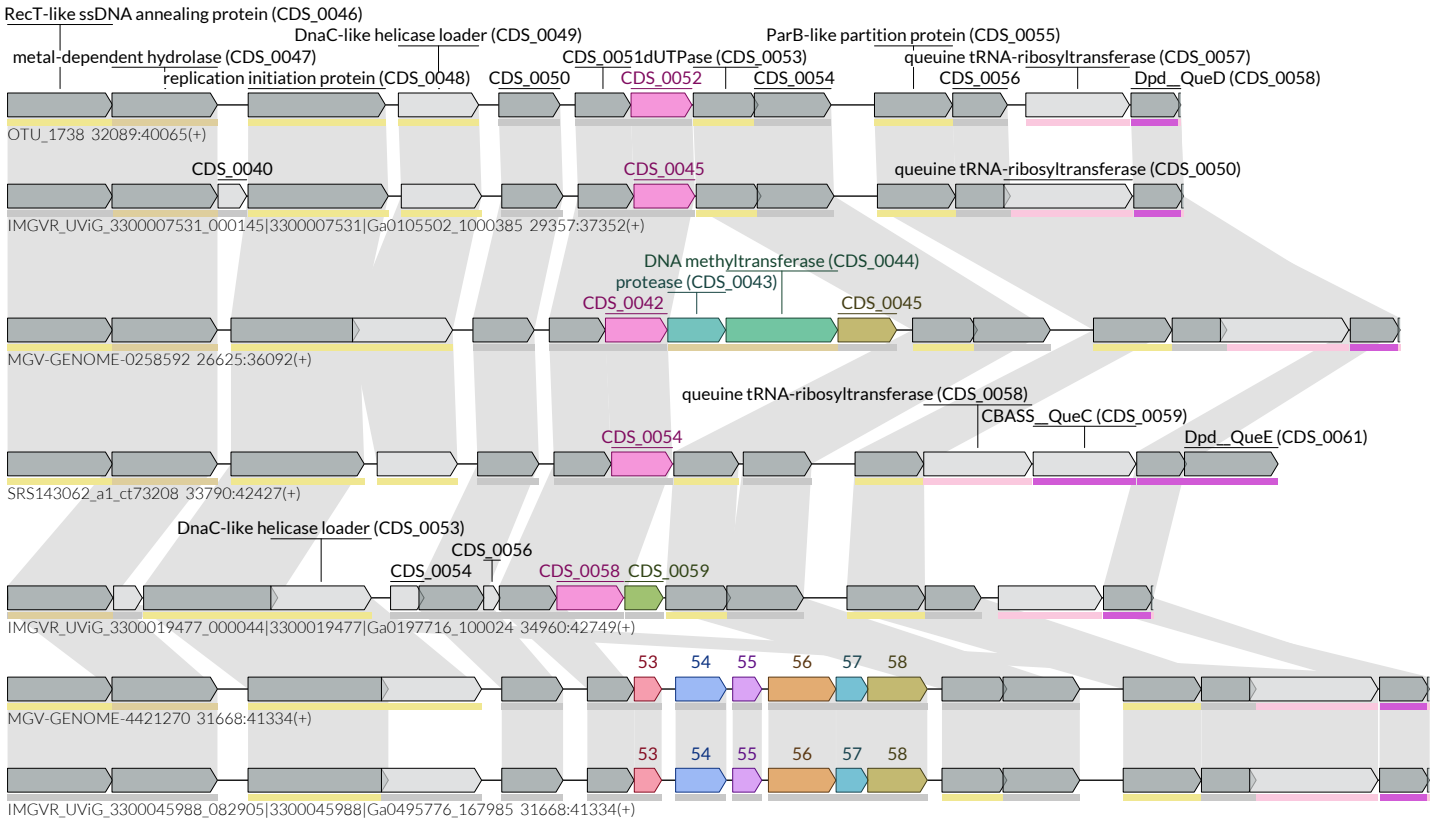 RecT-like ssDNA annealing protein (CDS_0046)
DnaC-like helicase loader (CDS_0049)
ParB-like partition protein (CDS_0055)
metal-dependent hydrolase (CDS_0047)
CDS_0051
dUTPase (CDS_0053)
queuine tRNA-ribosyltransferase (CDS_0057)
replication initiation protein (CDS_0048)
CDS_0050
CDS_0052
CDS_0054
CDS_0056
Dpd__QueD (CDS_0058)
OTU_1738 32089:40065(+)
CDS_0040
CDS_0045
queuine tRNA-ribosyltransferase (CDS_0050)
IMGVR_UViG_3300007531_000145|3300007531|Ga0105502_1000385 29357:37352(+)
DNA methyltransferase (CDS_0044)
protease (CDS_0043)
CDS_0042
CDS_0045
MGV-GENOME-0258592 26625:36092(+)
queuine tRNA-ribosyltransferase (CDS_0058)
CBASS__QueC (CDS_0059)
CDS_0054
Dpd__QueE (CDS_0061)
SRS143062_a1_ct73208 33790:42427(+)
DnaC-like helicase loader (CDS_0053)
CDS_0056
CDS_0054
CDS_0058
CDS_0059
IMGVR_UViG_3300019477_000044|3300019477|Ga0197716_100024 34960:42749(+)
53 54 55 56 57 58
MGV-GENOME-4421270 31668:41334(+)
53 54 55 56 57 58
IMGVR_UViG_3300045988_082905|3300045988|Ga0495776_167985 31668:41334(+)